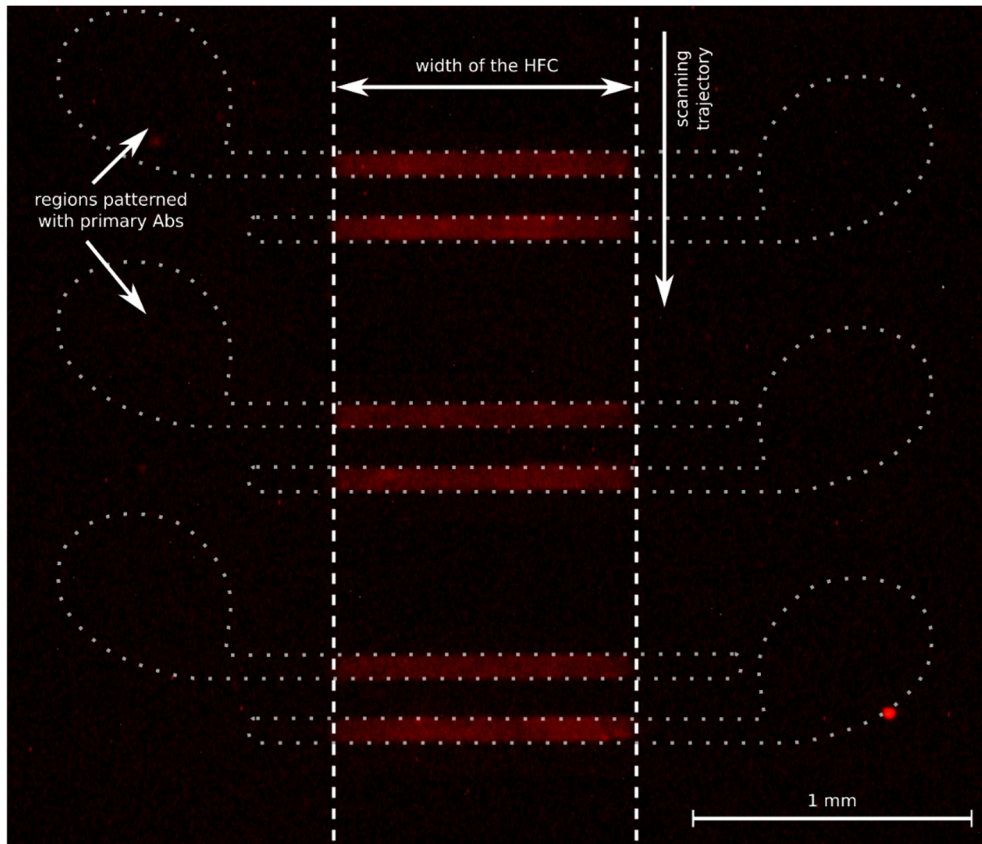 width of the HFC
scanning
trajectory
regions patterned
with primary Abs
1 mm